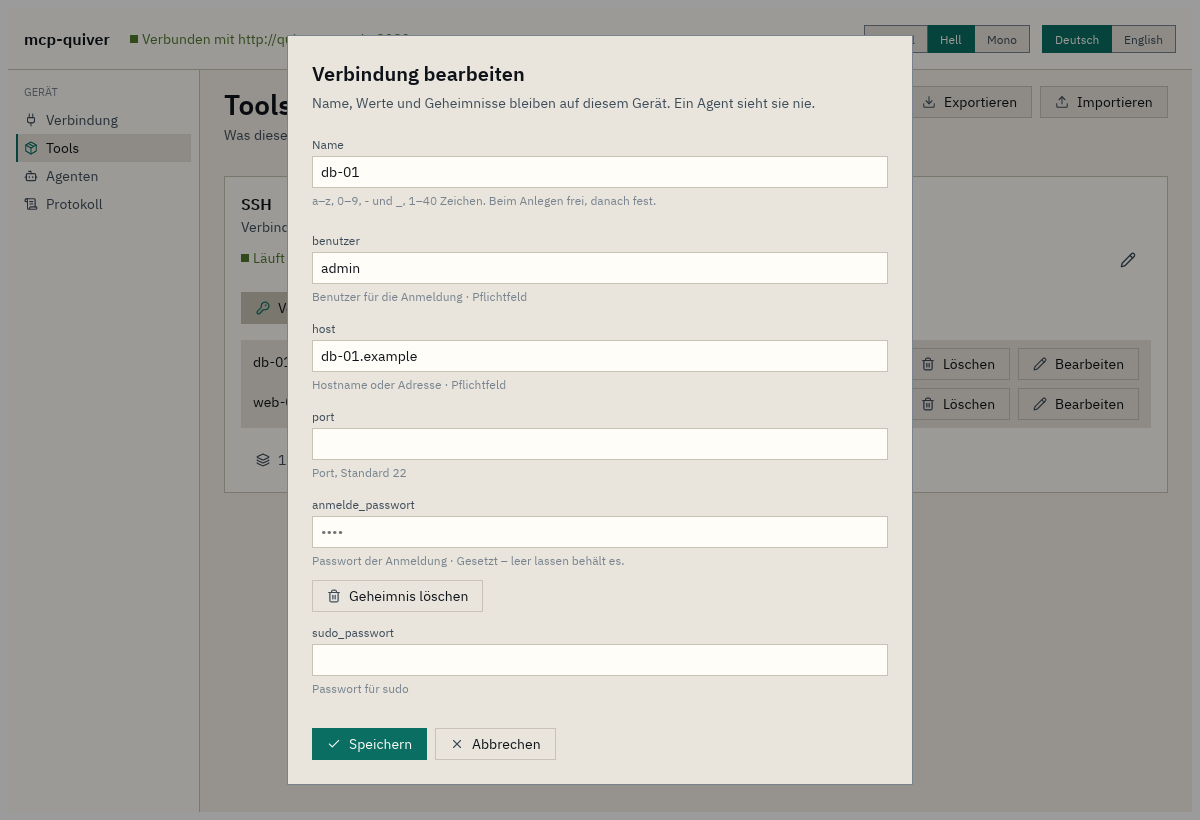 mcp-quiver
Verbunden mit
Hell
Mono
Deutsch
English
GERÄT
Verbindung
Tools
Agenten
Protokoll
Tools
Was diese
Exportieren
Importieren
SSH
Läuft
Löschen
Bearbeiten
Löschen
Bearbeiten
Verbindung bearbeiten
Name, Werte und Geheimnisse bleiben auf diesem Gerät. Ein Agent sieht sie nie.
Name
db-01
a–z, 0–9, - und _, 1–40 Zeichen. Beim Anlegen frei, danach fest.
benutzer
admin
Benutzer für die Anmeldung · Pflichtfeld
host
db-01.example
Hostname oder Adresse · Pflichtfeld
port
Port, Standard 22
anmelde_passwort
••••
Passwort der Anmeldung · Gesetzt – leer lassen behält es.
Geheimnis löschen
sudo_passwort
Passwort für sudo
Speichern
Abbrechen